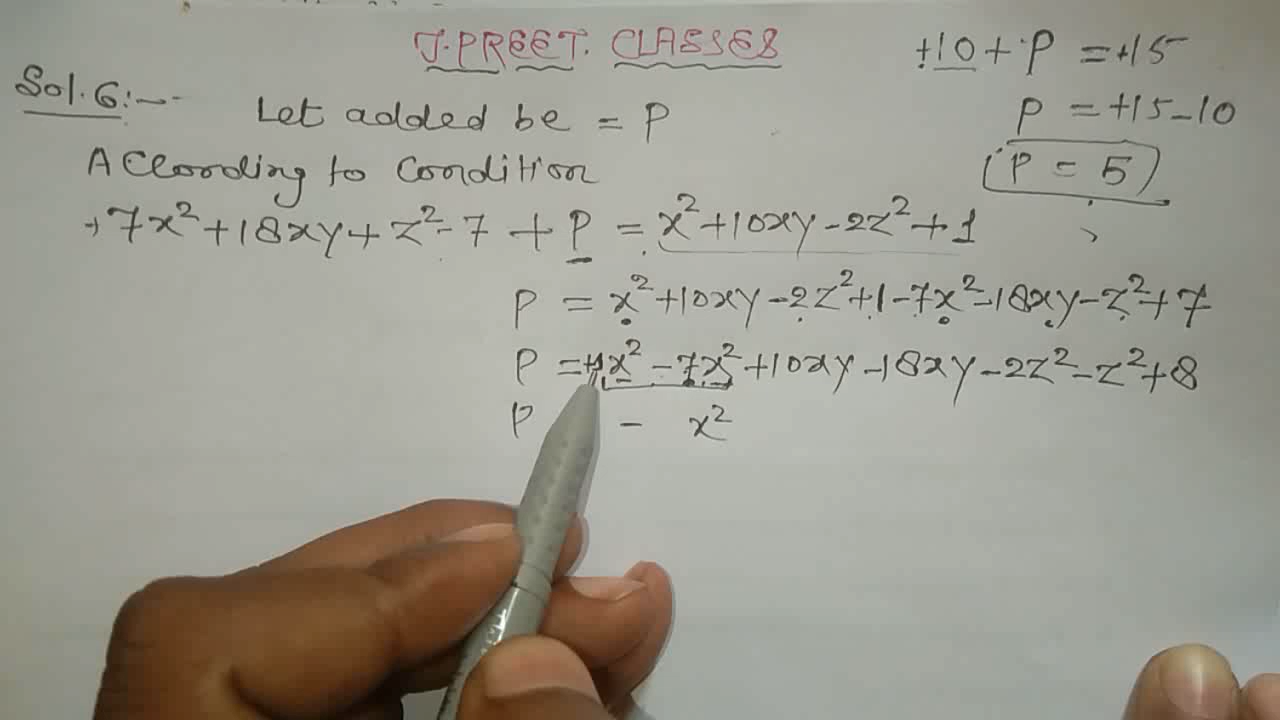 J.PREET. CLASSES
+10 + P = +15
P = +15-10
P = 5
Sol.6:-
Let added be = P
According to condition
7x²+18xy+z²-7 + P = x²+10xy-2z²+1
P = x²+10xy-2z²+1-7x²-18xy-z²+7
P =+1x²-7x²+10xy-18xy-2z²-z²+8
P - x²